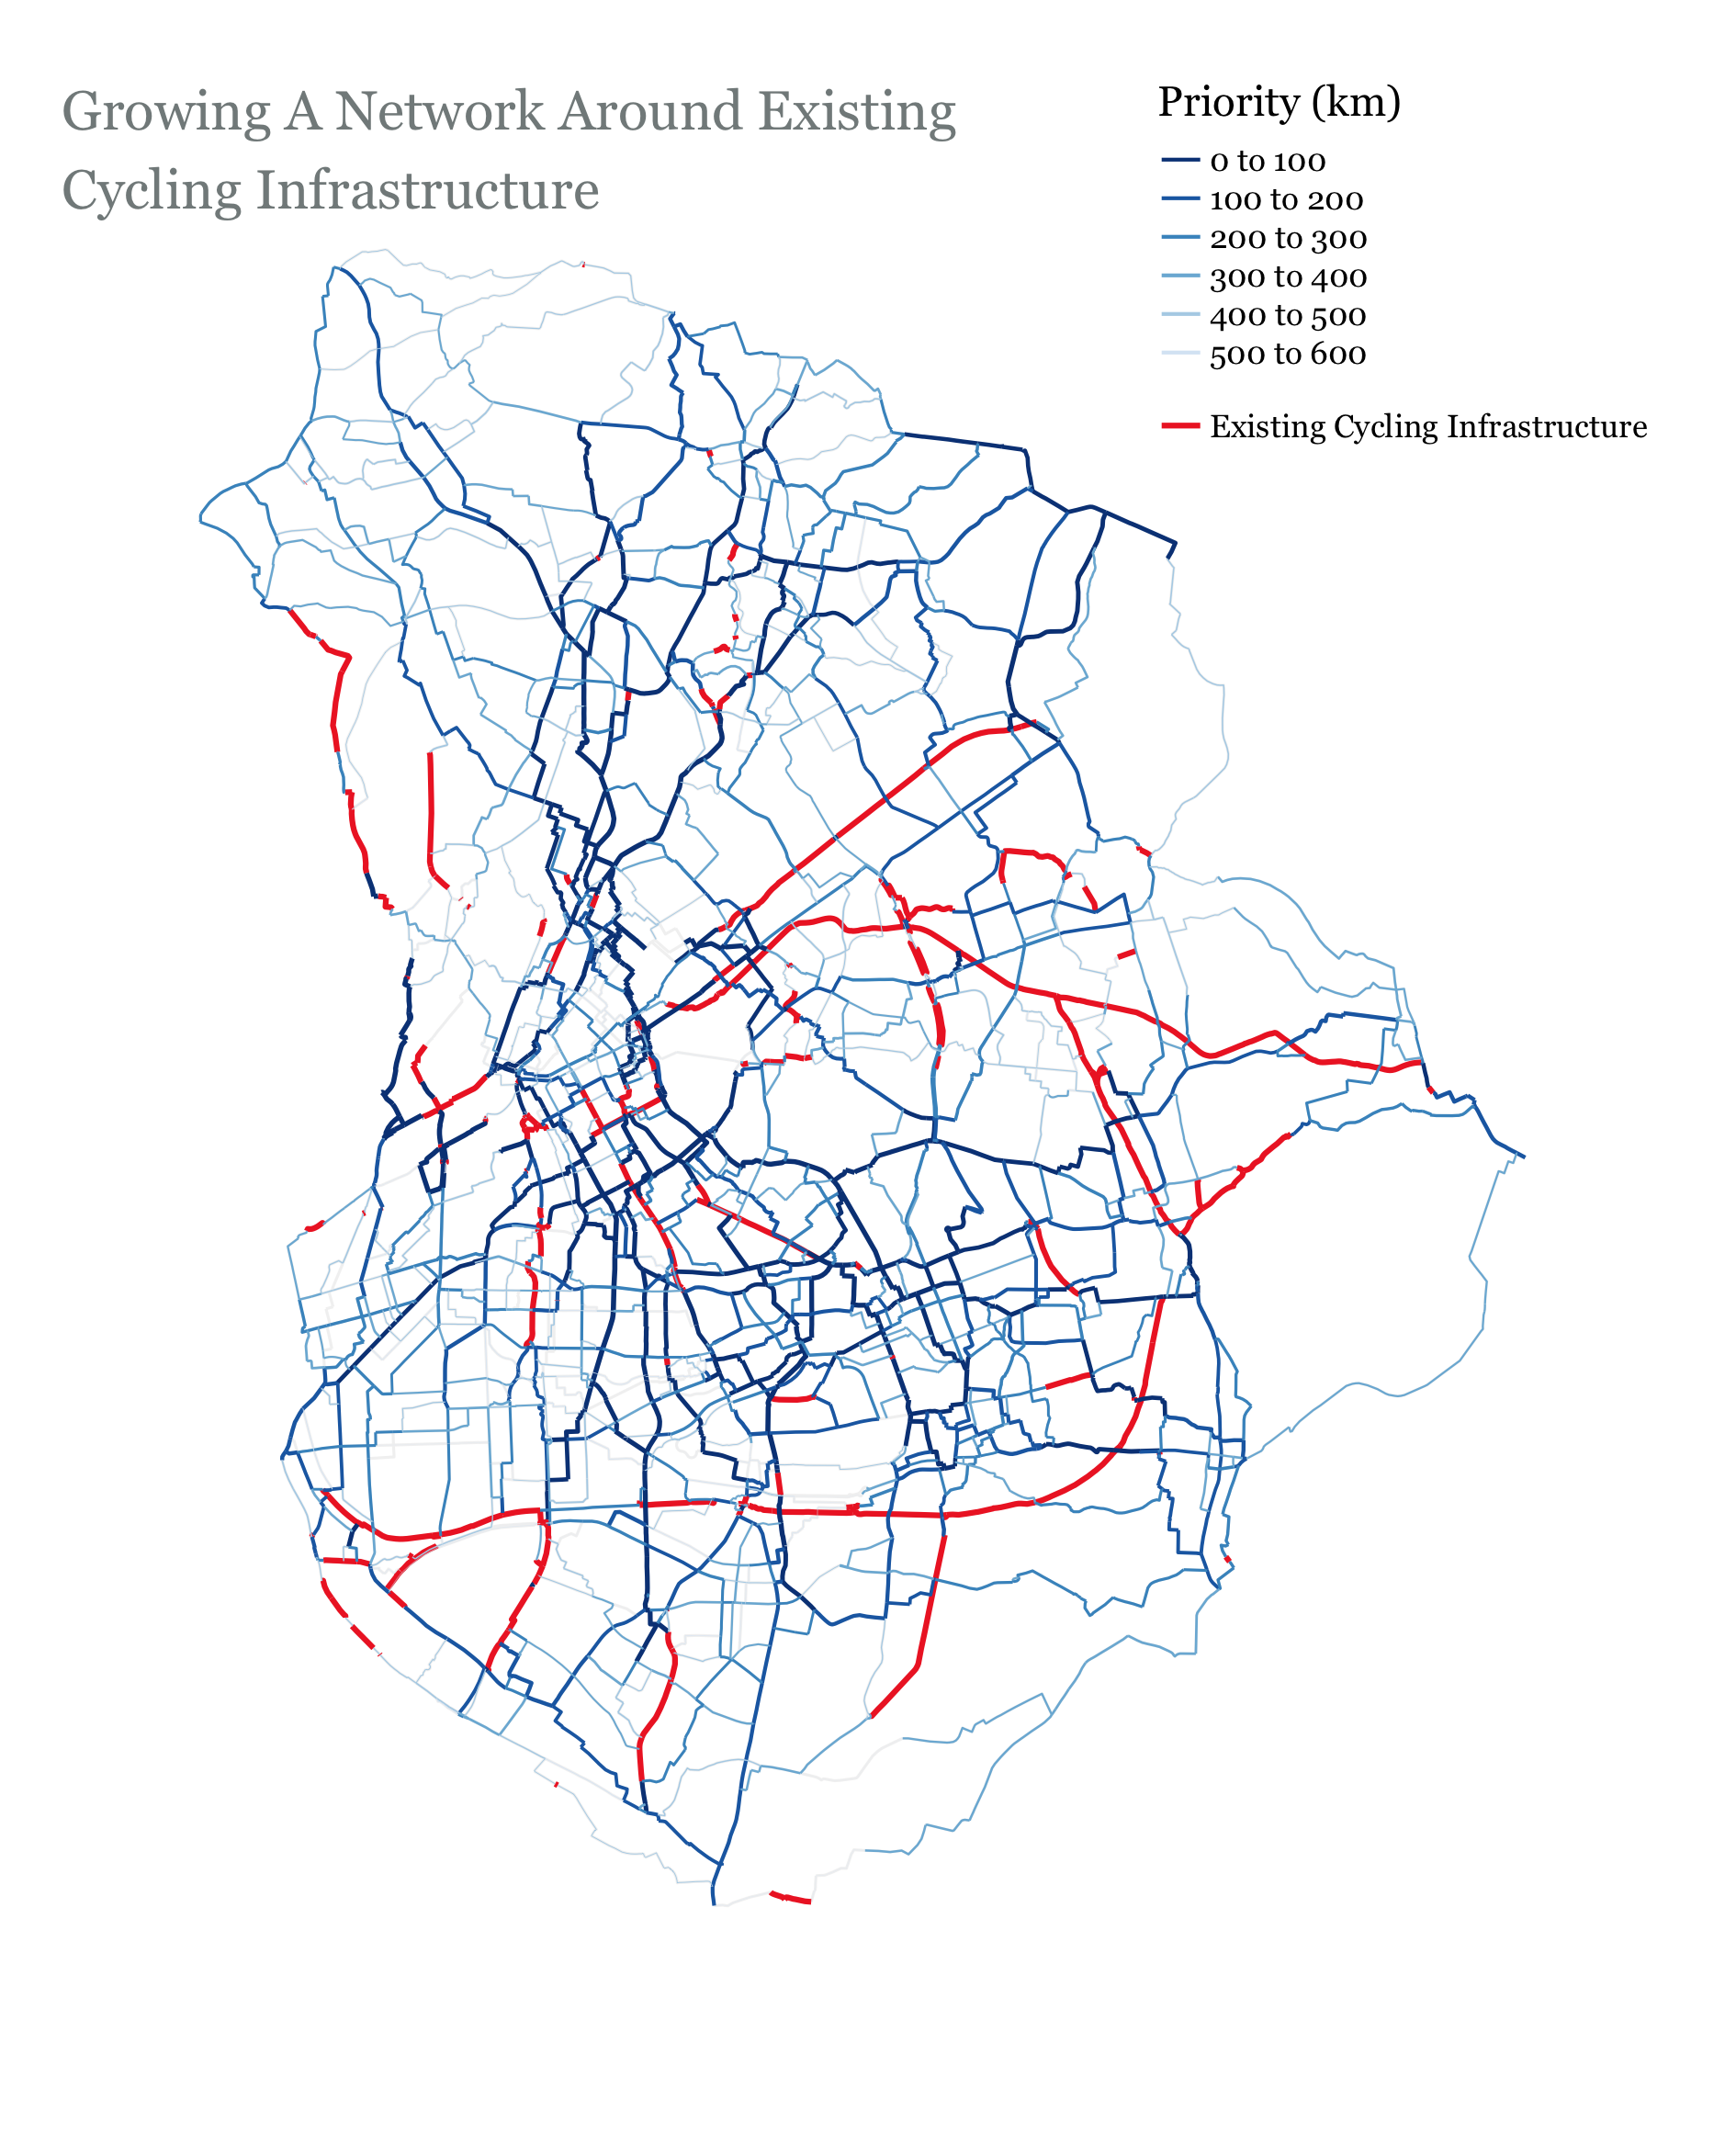 Growing A Network Around Existing
Cycling Infrastructure
Priority (km)
0 to 100
100 to 200
200 to 300
300 to 400
400 to 500
500 to 600
Existing Cycling Infrastructure